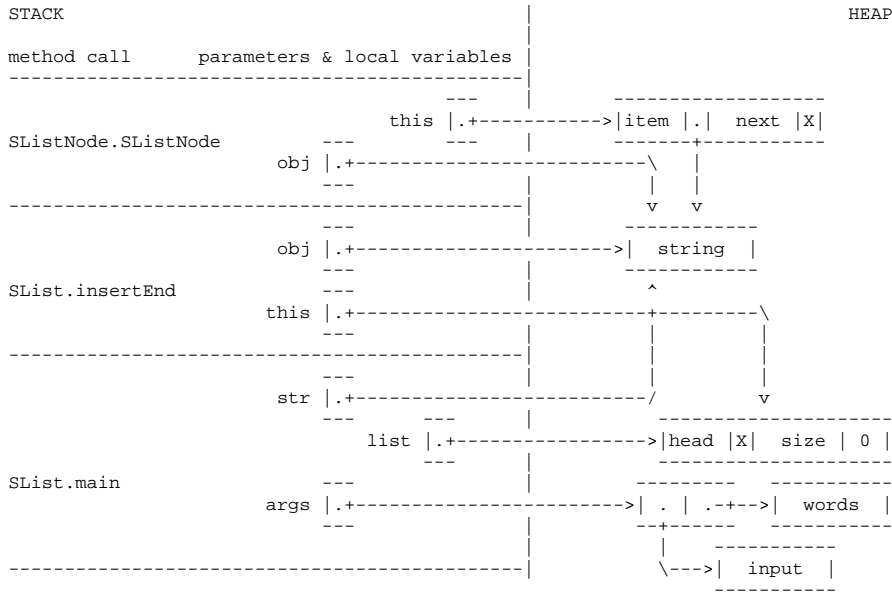 STACK | HEAP
|
method call parameters & local variables |
----------------------------------------------|
--- | -------------------
this |.+----------->|item |.| next |X|
SListNode.SListNode --- --- | -------+-----------
obj |.+--------------------------\ |
--- | | |
----------------------------------------------| v v
--- | ------------
obj |.+----------------------->| string |
--- | ------------
SList.insertEnd --- | ^
this |.+--------------------------+---------\
--- | | |
----------------------------------------------| | |
--- | | |
str |.+--------------------------/ v
--- --- | ---------------------
list |.+----------------->|head |X| size | 0 |
--- | ---------------------
SList.main --- | --------- -----------
args |.+------------------------>| . | .-+-->| words |
--- | --+------ -----------
| | -----------
----------------------------------------------| \--->| input |
-----------